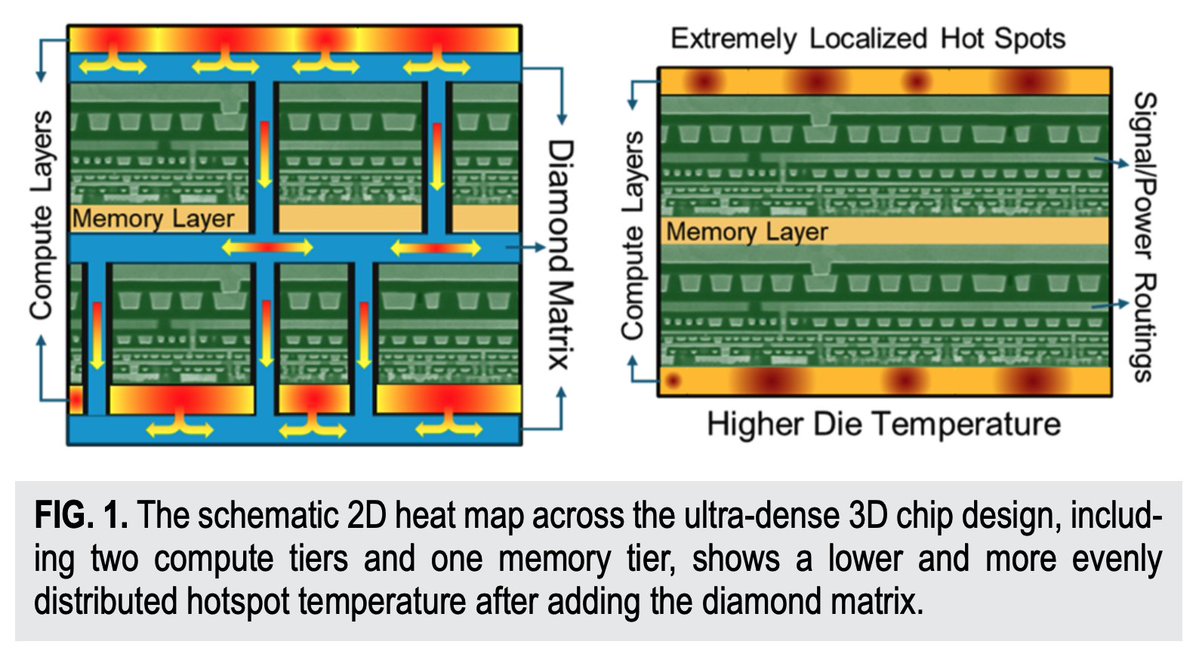 Compute Layers
Memory Layer
Diamond Matrix
Extremely Localized Hot Spots
Compute Layers
Memory Layer
Signal/Power Routings
Higher Die Temperature
FIG. 1. The schematic 2D heat map across the ultra-dense 3D chip design, includ-
ing two compute tiers and one memory tier, shows a lower and more evenly
distributed hotspot temperature after adding the diamond matrix.